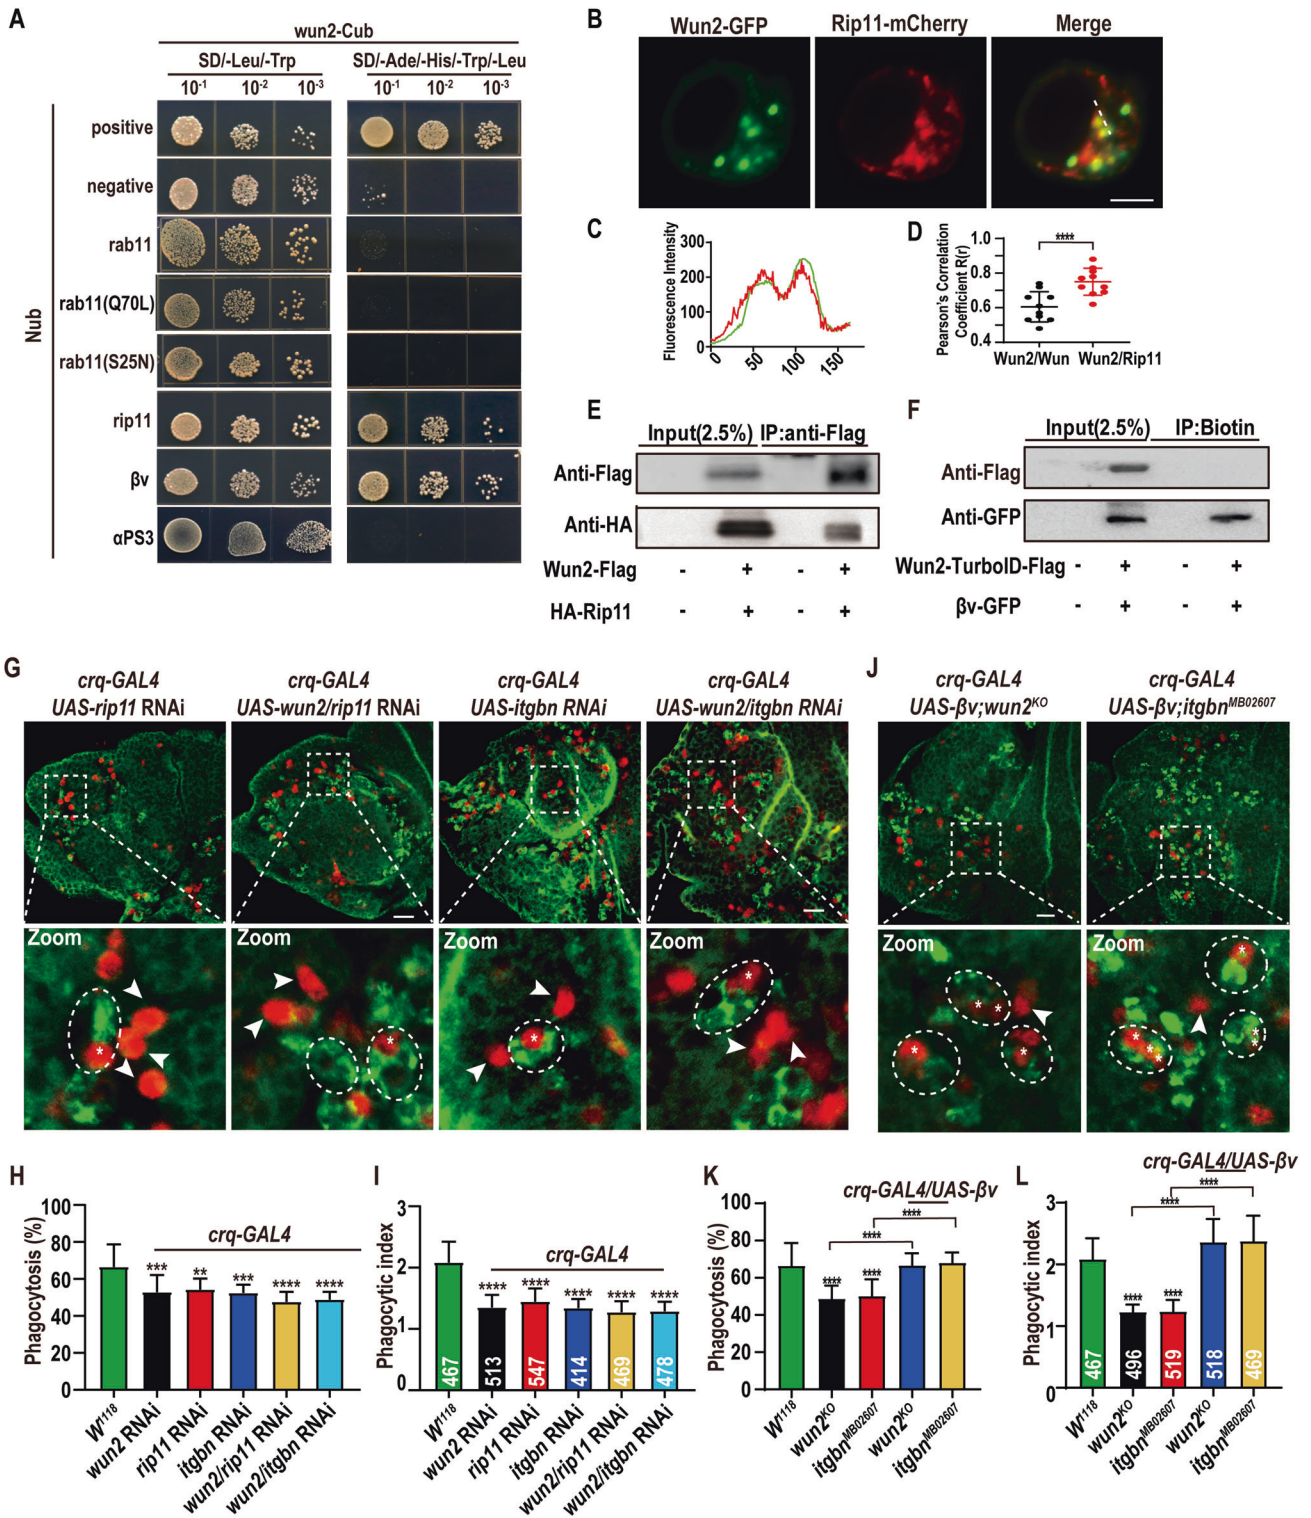 A
wun2-Cub
SD/-Leu/-Trp
SD/-Ade/-His/-Trp/-Leu
10-1 10-2 10-3 10-1 10-2 10-3
Nub
positive
negative
rab11
rab11(Q70L)
rab11(S25N)
rip11
βv
αPS3
B
Wun2-GFP Rip11-mCherry Merge
C
Fluorescence Intensity
300
200
100
0
0 50 100 150
D
Pearson's Correlation
Coefficient R(r)
1.0
0.8
0.6
0.4
****
Wun2/Wun Wun2/Rip11
E
Input(2.5%) IP:anti-Flag
Anti-Flag
Anti-HA
Wun2-Flag - + - +
HA-Rip11 - + - +
F
Input(2.5%) IP:Biotin
Anti-Flag
Anti-GFP
Wun2-TurboID-Flag - + - +
βv-GFP - + - +
G
crq-GAL4
UAS-rip11 RNAi
crq-GAL4
UAS-wun2/rip11 RNAi
crq-GAL4
UAS-itgbn RNAi
crq-GAL4
UAS-wun2/itgbn RNAi
Zoom
*
Zoom
*
Zoom
*
Zoom
*
J
crq-GAL4
UAS-βv;wun2KO
crq-GAL4
UAS-βv;itgbnMB02607
Zoom
* * * *
Zoom
* * * * *
H
Phagocytosis (%)
100
80
60
40
20
0
crq-GAL4
*** ** *** **** ****
W1118
wun2 RNAi
rip11 RNAi
itgbn RNAi
wun2/rip11 RNAi
wun2/itgbn RNAi
I
Phagocytic index
3
2
1
0
crq-GAL4
**** **** **** **** ****
467 513 547 414 469 478
W1118
wun2 RNAi
rip11 RNAi
itgbn RNAi
wun2/rip11 RNAi
wun2/itgbn RNAi
K
Phagocytosis (%)
100
80
60
40
20
0
crq-GAL4/UAS-βv
****
****
**** ****
W1118
wun2KO
itgbnMB02607
wun2KO
itgbnMB02607
L
Phagocytic index
3
2
1
0
crq-GAL4/UAS-βv
****
****
**** ****
467 496 519 518 469
W1118
wun2KO
itgbnMB02607
wun2KO
itgbnMB02607